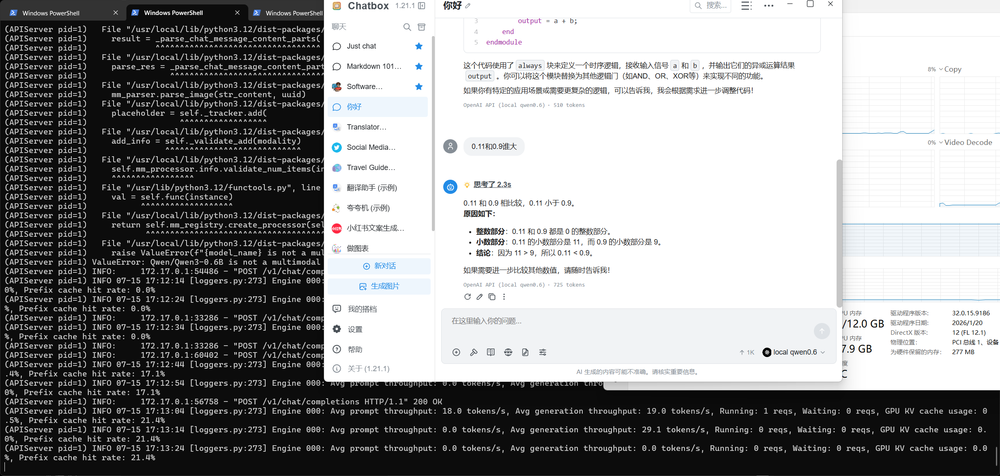 Windows PowerShell
Windows PowerShell
Windows PowerShell
(APIServer pid=1)   File "/usr/local/lib/python3.12/dist-packages/
(APIServer pid=1)     result = _parse_chat_message_content_parts(
(APIServer pid=1)              ^^^^^^^^^^^^^^^^^^^^^^^^^^^^^^^^^^
(APIServer pid=1)   File "/usr/local/lib/python3.12/dist-packages/
(APIServer pid=1)     parse_res = _parse_chat_message_content_part
(APIServer pid=1)                 ^^^^^^^^^^^^^^^^^^^^^^^^^^^^^^^^
(APIServer pid=1)   File "/usr/local/lib/python3.12/dist-packages/
(APIServer pid=1)     mm_parser.parse_image(str_content, uuid)
(APIServer pid=1)   File "/usr/local/lib/python3.12/dist-packages/
(APIServer pid=1)     placeholder = self._tracker.add(
(APIServer pid=1)                   ^^^^^^^^^^^^^^^^^^
(APIServer pid=1)   File "/usr/local/lib/python3.12/dist-packages/
(APIServer pid=1)     add_info = self._validate_add(modality)
(APIServer pid=1)                ^^^^^^^^^^^^^^^^^^^^^^^^^^^^
(APIServer pid=1)   File "/usr/local/lib/python3.12/dist-packages/
(APIServer pid=1)     self.mm_processor.info.validate_num_items(in
(APIServer pid=1)     ^^^^^^^^^^^^^^^^^
(APIServer pid=1)   File "/usr/lib/python3.12/functools.py", line
(APIServer pid=1)     val = self.func(instance)
(APIServer pid=1)           ^^^^^^^^^^^^^^^^^^^
(APIServer pid=1)   File "/usr/local/lib/python3.12/dist-packages/
(APIServer pid=1)     return self.mm_registry.create_processor(sel
(APIServer pid=1)            ^^^^^^^^^^^^^^^^^^^^^^^^^^^^^^^^^^^^^
(APIServer pid=1)   File "/usr/local/lib/python3.12/dist-packages/
(APIServer pid=1)     raise ValueError(f"{model_name} is not a mul
(APIServer pid=1) ValueError: Qwen/Qwen3-0.6B is not a multimodal
(APIServer pid=1) INFO:     172.17.0.1:54486 - "POST /v1/chat/comp
(APIServer pid=1) INFO 07-15 17:12:14 [loggers.py:273] Engine 000:
0%, Prefix cache hit rate: 0.0%
(APIServer pid=1) INFO 07-15 17:12:24 [loggers.py:273] Engine 000:
%, Prefix cache hit rate: 0.0%
(APIServer pid=1) INFO:     172.17.0.1:33286 - "POST /v1/chat/comp
(APIServer pid=1) INFO 07-15 17:12:34 [loggers.py:273] Engine 000:
%, Prefix cache hit rate: 0.0%
(APIServer pid=1) INFO:     172.17.0.1:33286 - "POST /v1/chat/comp
(APIServer pid=1) INFO:     172.17.0.1:60402 - "POST /v1/chat/comp
(APIServer pid=1) INFO 07-15 17:12:44 [loggers.py:273] Engine 000:
.4%, Prefix cache hit rate: 17.1%
(APIServer pid=1) INFO 07-15 17:12:54 [loggers.py:273] Engine 000: Avg prompt throughput: 0.0 tokens/s, Avg generation thro
0%, Prefix cache hit rate: 17.1%
(APIServer pid=1) INFO:     172.17.0.1:56758 - "POST /v1/chat/completions HTTP/1.1" 200 OK
(APIServer pid=1) INFO 07-15 17:13:04 [loggers.py:273] Engine 000: Avg prompt throughput: 18.0 tokens/s, Avg generation throughput: 19.0 tokens/s, Running: 1 reqs, Waiting: 0 reqs, GPU KV cache usage: 0
.5%, Prefix cache hit rate: 21.4%
(APIServer pid=1) INFO 07-15 17:13:14 [loggers.py:273] Engine 000: Avg prompt throughput: 0.0 tokens/s, Avg generation throughput: 29.1 tokens/s, Running: 0 reqs, Waiting: 0 reqs, GPU KV cache usage: 0.
0%, Prefix cache hit rate: 21.4%
(APIServer pid=1) INFO 07-15 17:13:24 [loggers.py:273] Engine 000: Avg prompt throughput: 0.0 tokens/s, Avg generation throughput: 0.0 tokens/s, Running: 0 reqs, Waiting: 0 reqs, GPU KV cache usage: 0.0
%, Prefix cache hit rate: 21.4%
Chatbox 1.21.1
聊天
Just chat
Markdown 101...
Software...
你好
Translator...
Social Media...
Travel Guide...
翻译助手 (示例)
夸夸机 (示例)
小红书
小红书文案生成...
做图表
新对话
生成图片
我的搭档
设置
帮助
关于 (1.21.1)
你好
搜索...
3 output = a + b;
4 end
5 endmodule
这个代码使用了 always 块来定义一个时序逻辑，接收输入信号 a 和 b ，并输出它们的异或运算结果
output 。你可以将这个模块替换为其他逻辑门（如AND、OR、XOR等）来实现不同的功能。
如果你有特定的应用场景或需要更复杂的逻辑，可以告诉我，我会根据需求进一步调整代码！
OpenAI API (local qwen0.6) · 510 tokens
0.11和0.9谁大
思考了 2.3s
0.11 和 0.9 相比较，0.11 小于 0.9。
原因如下：
• 整数部分：0.11 和 0.9 都是 0 的整数部分。
• 小数部分：0.11 的小数部分是 11，而 0.9 的小数部分是 9。
• 结论：因为 11 > 9，所以 0.11 < 0.9。
如果需要进一步比较其他数值，请随时告诉我！
OpenAI API (local qwen0.6) · 725 tokens
在这里输入你的问题...
↑ 1K
local qwen0.6
AI 生成的内容可能不准确。请核实重要信息。
8% Copy
0% Video Decode
PU 内存
/12.0 GB
PU 内存
7.9 GB
度
C
驱动程序版本: 32.0.15.9186
驱动程序日期: 2026/1/20
DirectX 版本: 12 (FL 12.1)
物理位置: PCI 总线 1、设备
为硬件保留的内存: 277 MB